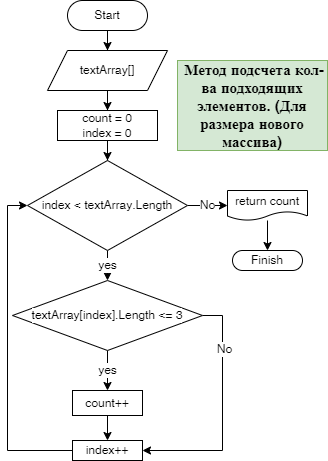 Start
textArray[]
Метод подсчета кол-
ва подходящих
элементов. (Для
размера нового
массива)
count = 0
index = 0
index < textArray.Length
No
return count
Finish
yes
textArray[index].Length <= 3
No
yes
count++
index++